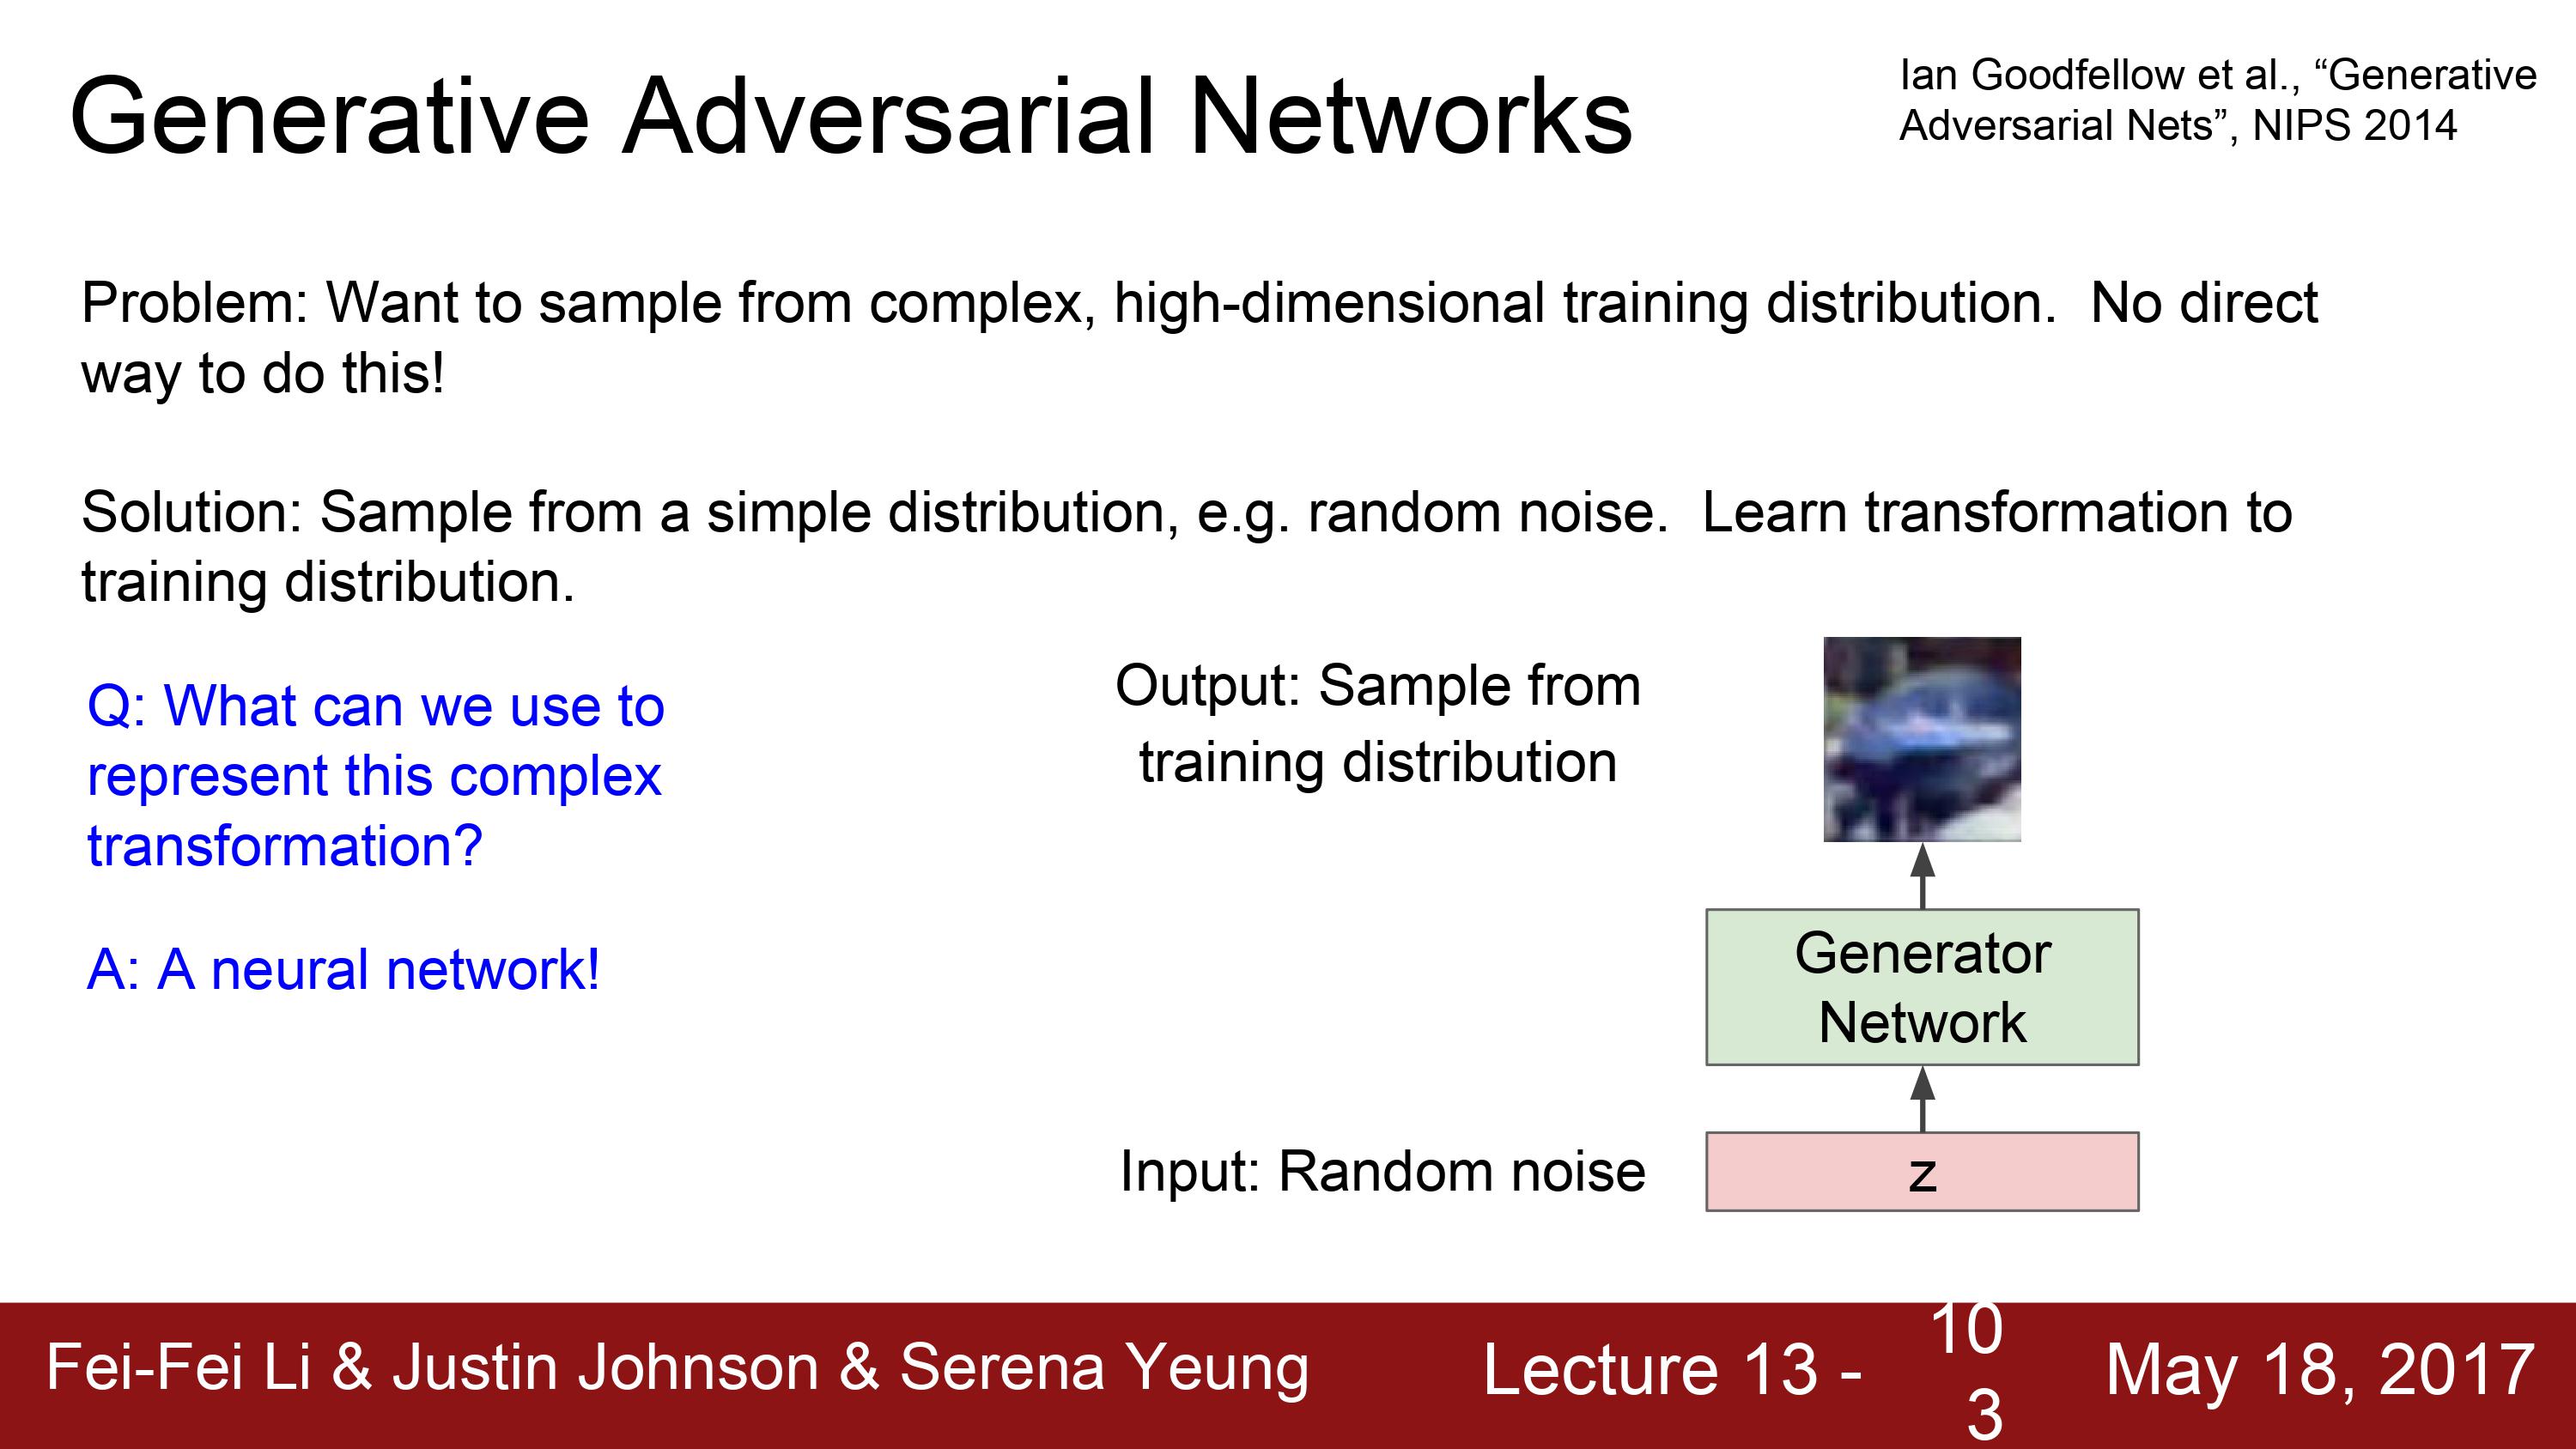 Generative Adversarial Networks
Ian Goodfellow et al., “Generative
Adversarial Nets”, NIPS 2014
Problem: Want to sample from complex, high-dimensional training distribution.  No direct
way to do this!
Solution: Sample from a simple distribution, e.g. random noise.  Learn transformation to
training distribution.
Q: What can we use to
represent this complex
transformation?
A: A neural network!
Output: Sample from
training distribution
Generator
Network
Input: Random noise
z
Fei-Fei Li & Justin Johnson & Serena Yeung
Lecture 13 -
10
3
May 18, 2017